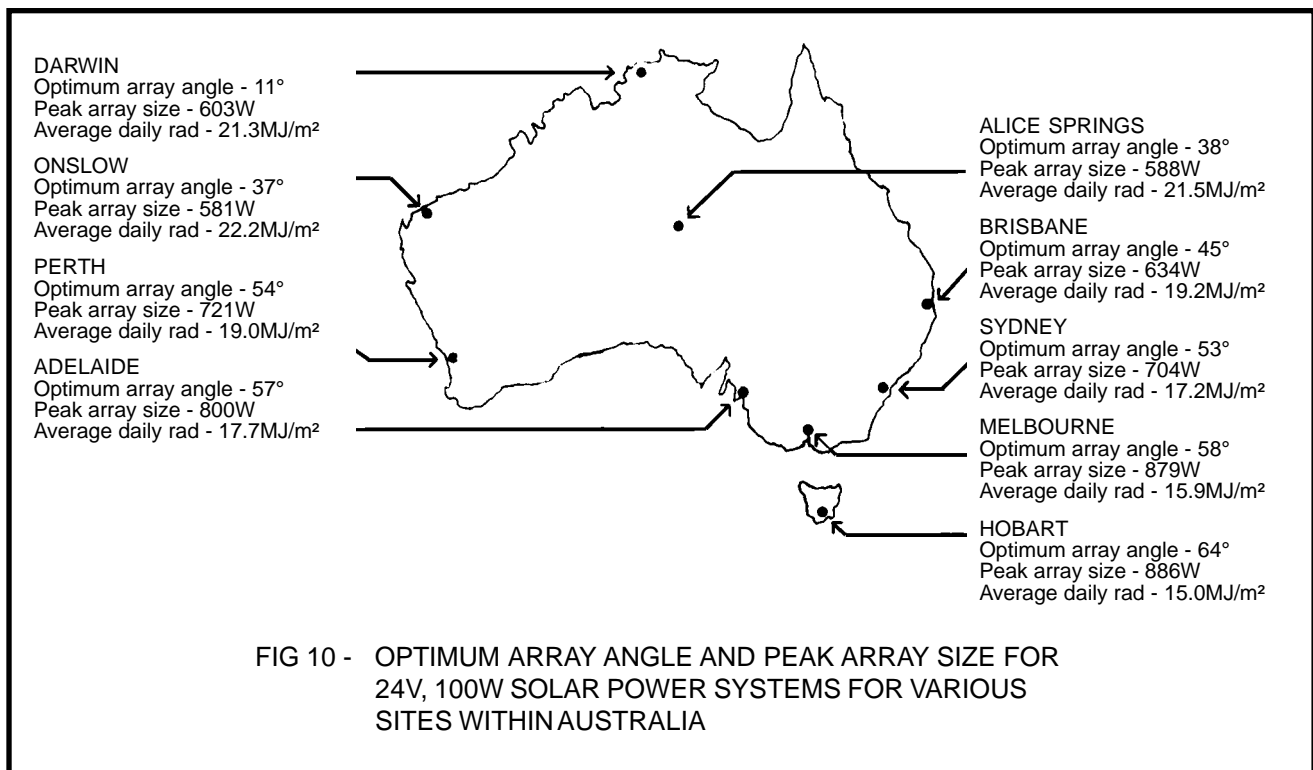 DARWIN
Optimum array angle - 11°
Peak array size - 603W
Average daily rad - 21.3MJ/m²
ONSLOW
Optimum array angle - 37°
Peak array size - 581W
Average daily rad - 22.2MJ/m²
PERTH
Optimum array angle - 54°
Peak array size - 721W
Average daily rad - 19.0MJ/m²
ADELAIDE
Optimum array angle - 57°
Peak array size - 800W
Average daily rad - 17.7MJ/m²
ALICE SPRINGS
Optimum array angle - 38°
Peak array size - 588W
Average daily rad - 21.5MJ/m²
BRISBANE
Optimum array angle - 45°
Peak array size - 634W
Average daily rad - 19.2MJ/m²
SYDNEY
Optimum array angle - 53°
Peak array size - 704W
Average daily rad - 17.2MJ/m²
MELBOURNE
Optimum array angle - 58°
Peak array size - 879W
Average daily rad - 15.9MJ/m²
HOBART
Optimum array angle - 64°
Peak array size - 886W
Average daily rad - 15.0MJ/m²
FIG 10 - OPTIMUM ARRAY ANGLE AND PEAK ARRAY SIZE FOR
24V, 100W SOLAR POWER SYSTEMS FOR VARIOUS
SITES WITHIN AUSTRALIA